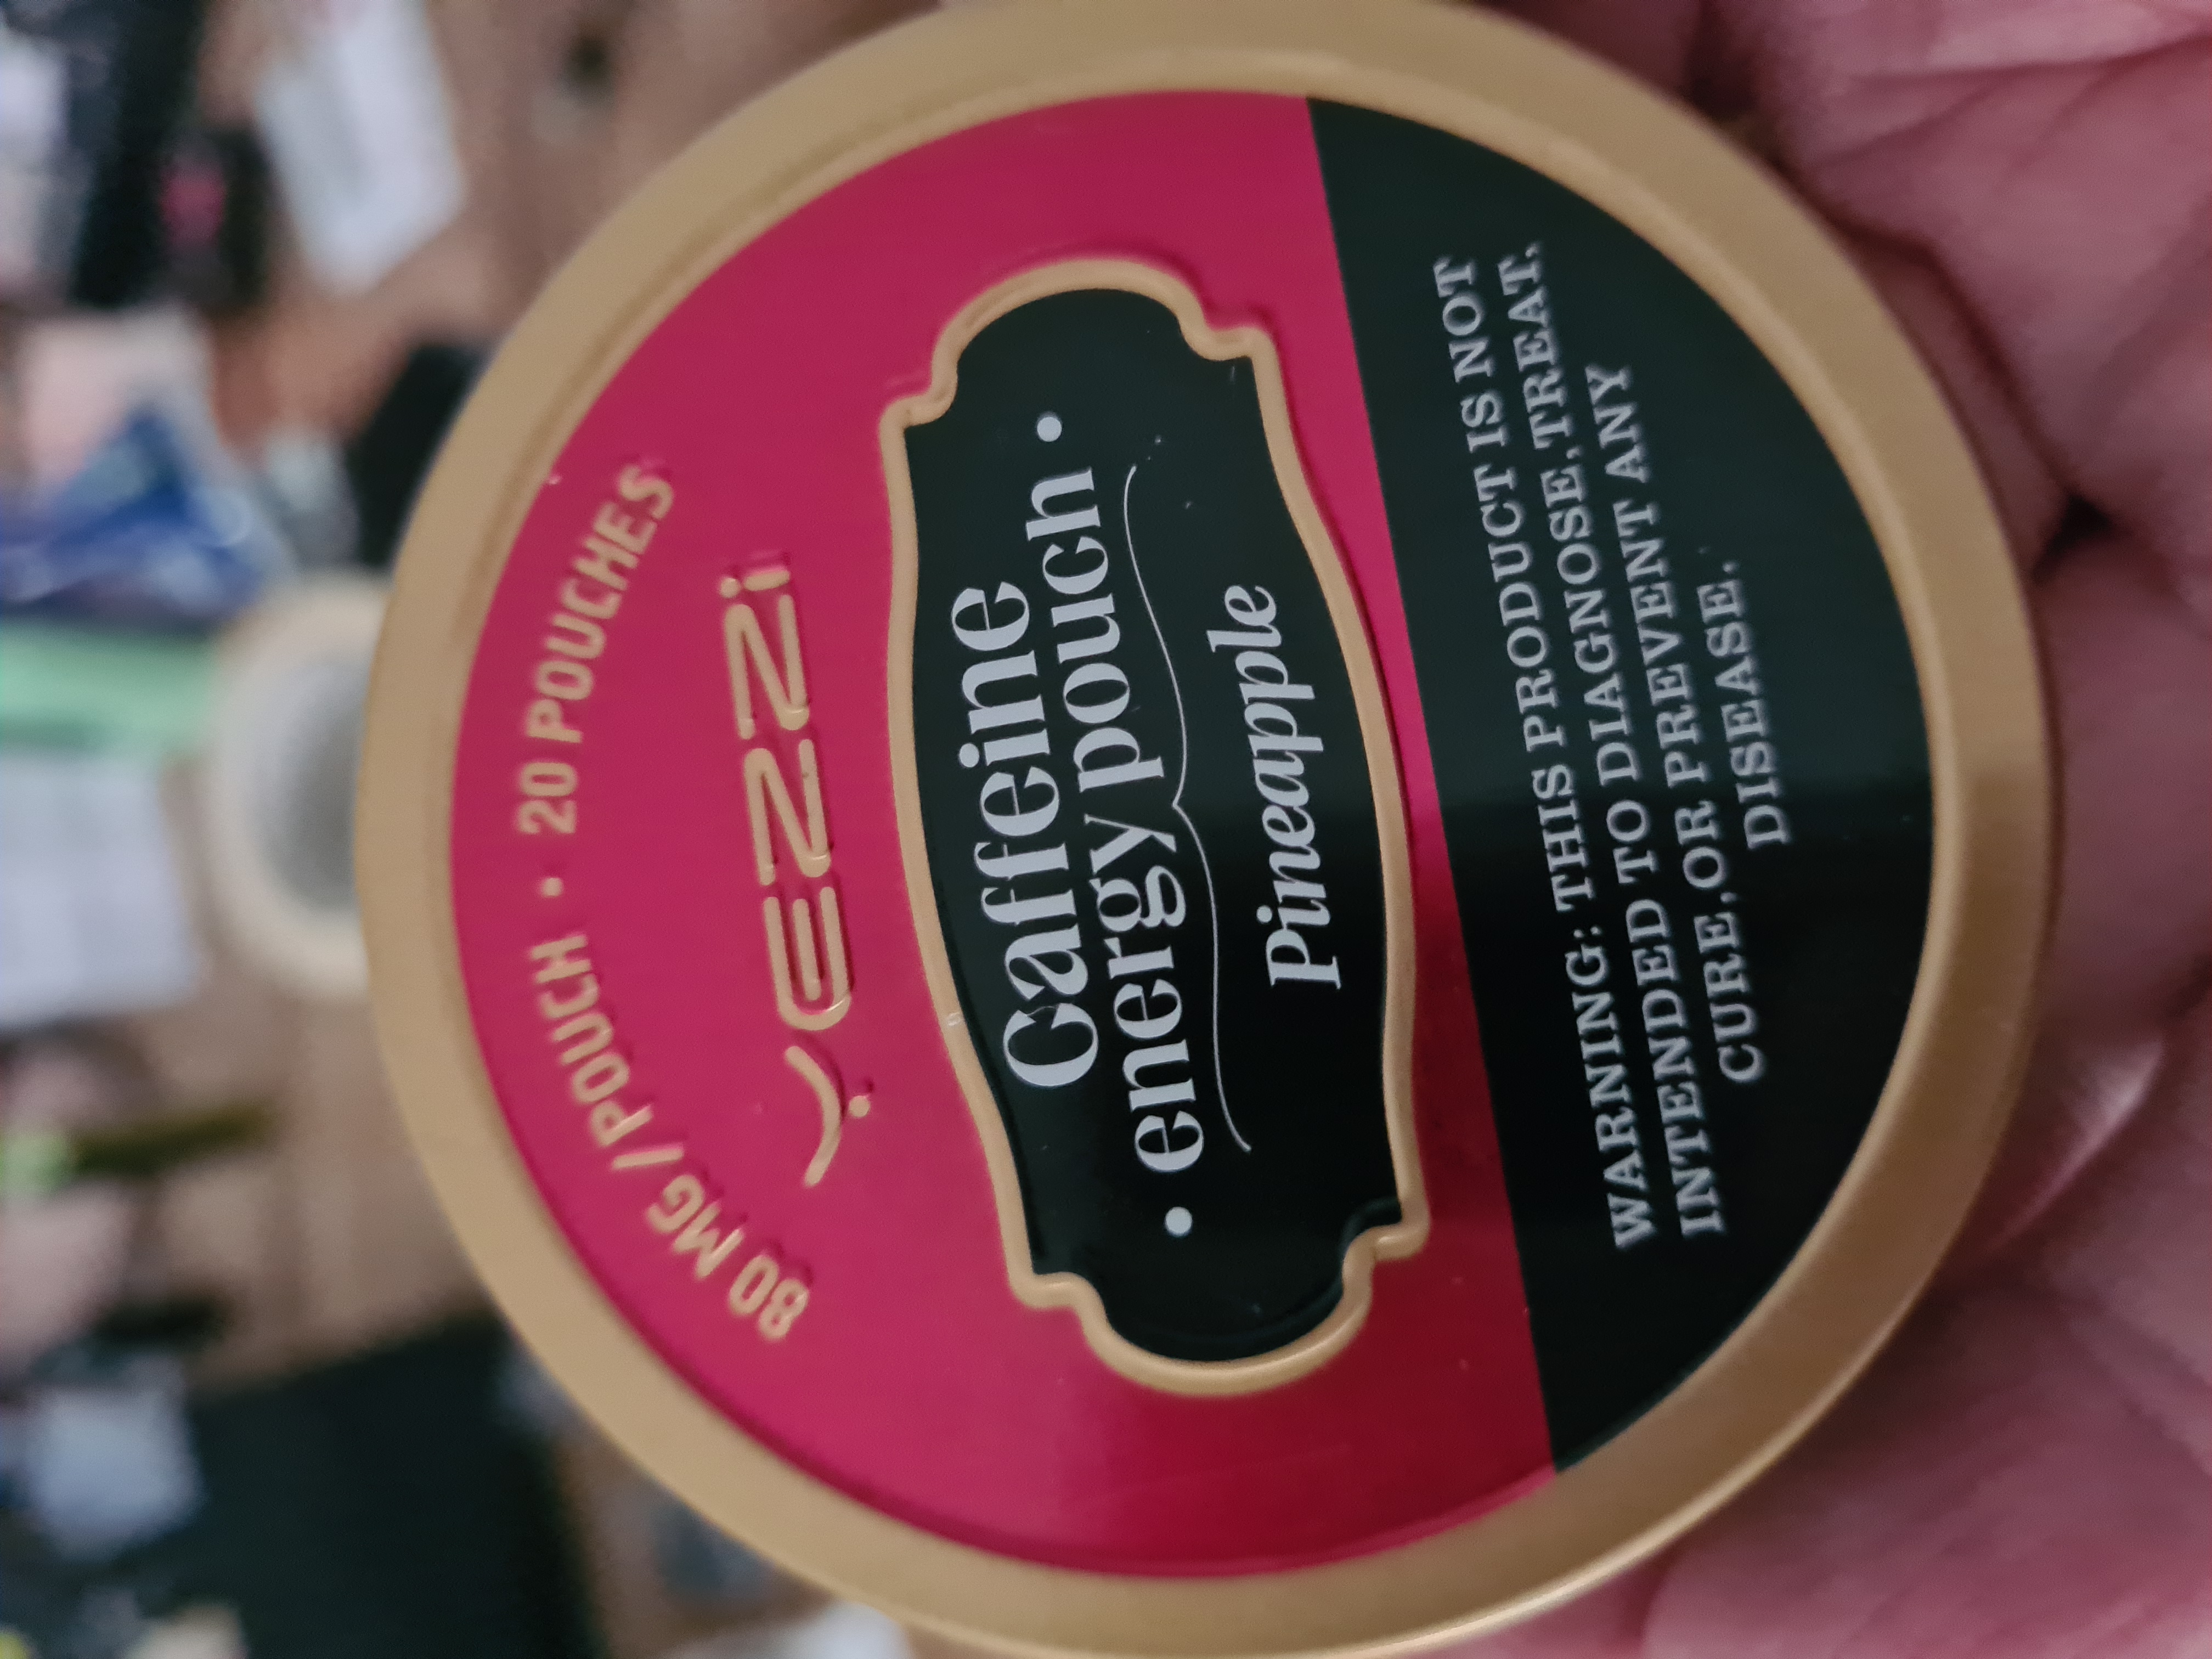 80 MG / POUCH • 20 POUCHES
YEZZi
Caffeine
• energy pouch •
Pineapple
WARNING: THIS PRODUCT IS NOT
INTENDED TO DIAGNOSE,TREAT,
CURE,OR PREVENT ANY
DISEASE.